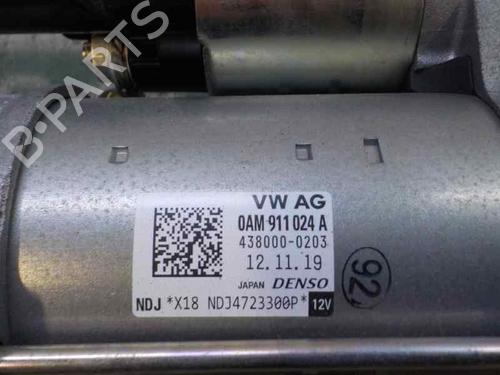 B-PARTS
VW AG
0AM 911 024 A
438000-0203
12.11.19
JAPAN DENSO
NDJ *X18 NDJ4723300P* 12V
92